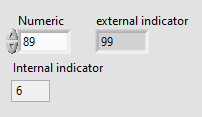 Numeric external indicator
89 99
Internal indicator
6